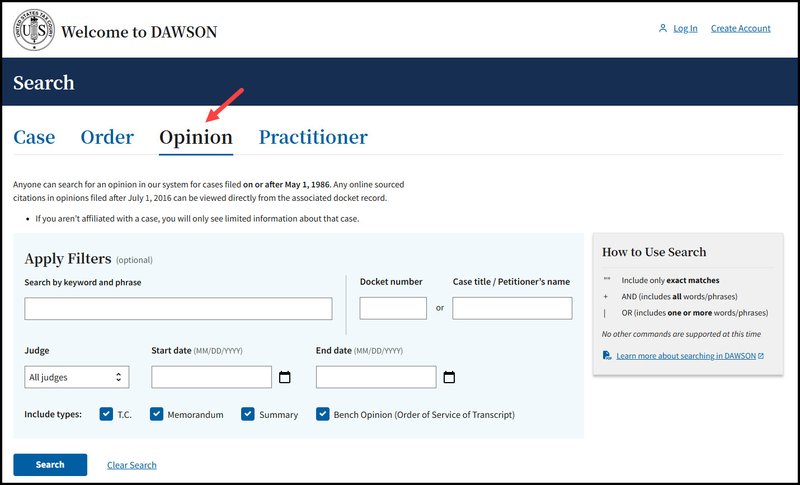 UNITED STATES TAX COURT
US
Welcome to DAWSON
Log In
Create Account
Search
Case
Order
Opinion
Practitioner
Anyone can search for an opinion in our system for cases filed on or after May 1, 1986. Any online sourced
citations in opinions filed after July 1, 2016 can be viewed directly from the associated docket record.
• If you aren't affiliated with a case, you will only see limited information about that case.
Apply Filters (optional)
Search by keyword and phrase
Docket number
or
Case title / Petitioner's name
Judge
Start date (MM/DD/YYYY)
End date (MM/DD/YYYY)
All judges
Include types:
T.C.
Memorandum
Summary
Bench Opinion (Order of Service of Transcript)
Search
Clear Search
How to Use Search
"" Include only exact matches
+ AND (includes all words/phrases)
| OR (includes one or more words/phrases)
No other commands are supported at this time
Learn more about searching in DAWSON